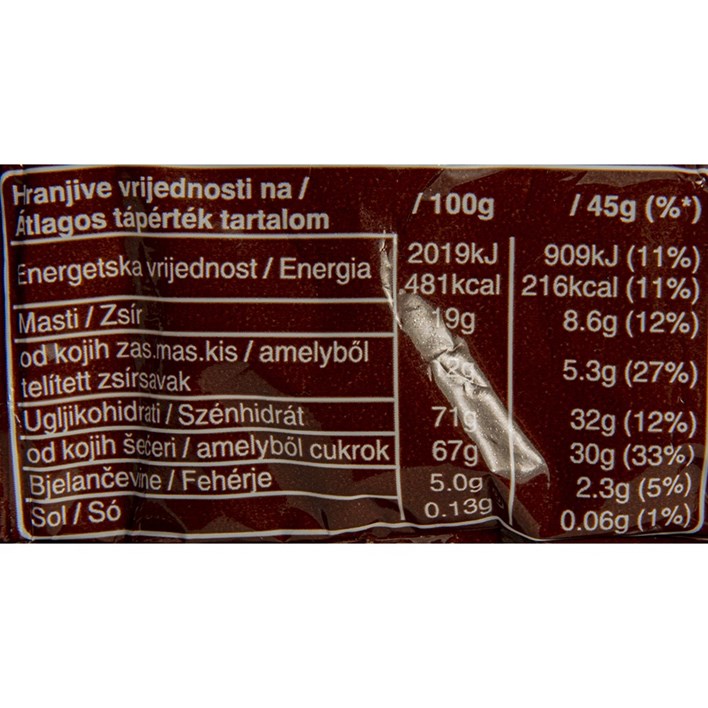 Hranjive vrijednosti na / / 100g / 45g (%*)
Átlagos tápérték tartalom
Energetska vrijednost / Energia 2019kJ 909kJ (11%)
481kcal 216kcal (11%)
Masti / Zsír 19g 8.6g (12%)
od kojih zas.mas.kis / amelyből
telített zsírsavak 5.3g (27%)
Ugljikohidrati / Szénhidrát 71g 32g (12%)
od kojih šećeri / amelyből cukrok 67g 30g (33%)
Bjelančevine / Fehérje 5.0g 2.3g (5%)
Sol / Só 0.13g 0.06g (1%)